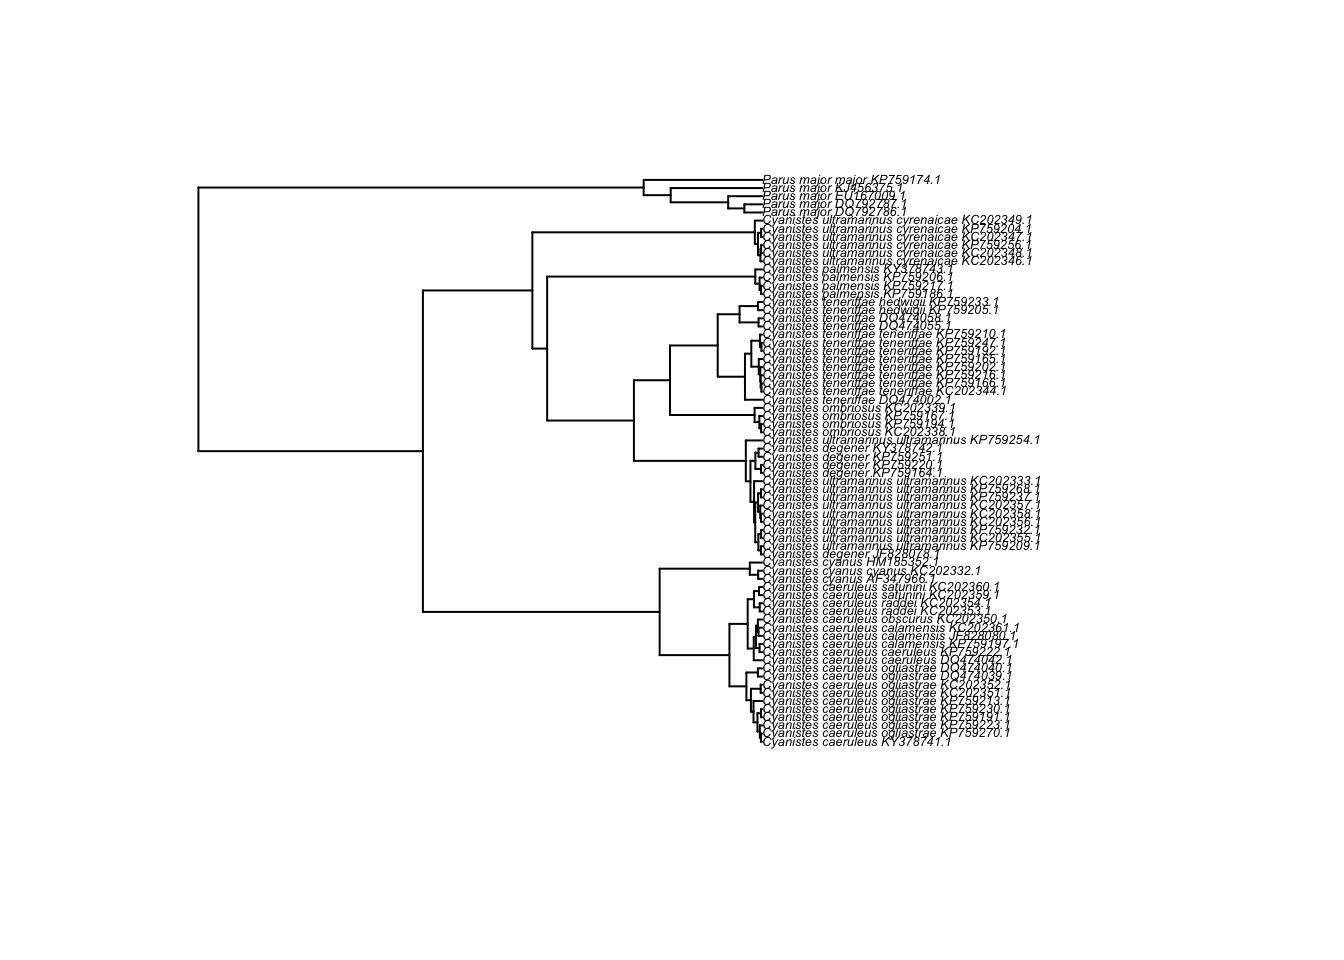 Parus major major KP759174.1
Parus major KJ456375.1
Parus major EU167009.1
Parus major DQ792787.1
Parus major DQ792786.1
Cyanistes ultramarinus cyrenaicae KC202349.1
Cyanistes ultramarinus cyrenaicae KP759204.1
Cyanistes ultramarinus cyrenaicae KC202347.1
Cyanistes ultramarinus cyrenaicae KP759256.1
Cyanistes ultramarinus cyrenaicae KC202348.1
Cyanistes ultramarinus cyrenaicae KC202346.1
Cyanistes palmensis KY378743.1
Cyanistes palmensis KP759206.1
Cyanistes palmensis KP759217.1
Cyanistes palmensis KP759186.1
Cyanistes teneriffae hedwigii KP759233.1
Cyanistes teneriffae hedwigii KP759205.1
Cyanistes teneriffae DQ474058.1
Cyanistes teneriffae DQ474055.1
Cyanistes teneriffae teneriffae KP759210.1
Cyanistes teneriffae teneriffae KP759247.1
Cyanistes teneriffae teneriffae KP759192.1
Cyanistes teneriffae teneriffae KP759165.1
Cyanistes teneriffae teneriffae KP759202.1
Cyanistes teneriffae teneriffae KP759216.1
Cyanistes teneriffae teneriffae KP759166.1
Cyanistes teneriffae teneriffae KC202344.1
Cyanistes teneriffae DQ474002.1
Cyanistes ombriosus KC202339.1
Cyanistes ombriosus KP759167.1
Cyanistes ombriosus KP759194.1
Cyanistes ombriosus KC202338.1
Cyanistes ultramarinus ultramarinus KP759254.1
Cyanistes degener KY378742.1
Cyanistes degener KP759251.1
Cyanistes degener KP759220.1
Cyanistes degener KP759164.1
Cyanistes ultramarinus ultramarinus KC202333.1
Cyanistes ultramarinus ultramarinus KP759268.1
Cyanistes ultramarinus ultramarinus KP759237.1
Cyanistes ultramarinus ultramarinus KC202357.1
Cyanistes ultramarinus ultramarinus KC202358.1
Cyanistes ultramarinus ultramarinus KC202356.1
Cyanistes ultramarinus ultramarinus KP759232.1
Cyanistes ultramarinus ultramarinus KC202355.1
Cyanistes ultramarinus ultramarinus KP759209.1
Cyanistes degener JF828078.1
Cyanistes cyanus HM185352.1
Cyanistes cyanus cyanus KC202332.1
Cyanistes cyanus AF347966.1
Cyanistes caeruleus satunini KC202360.1
Cyanistes caeruleus satunini KC202359.1
Cyanistes caeruleus raddei KC202354.1
Cyanistes caeruleus raddei KC202353.1
Cyanistes caeruleus obscurus KC202350.1
Cyanistes caeruleus calamensis KC202361.1
Cyanistes caeruleus calamensis JF828080.1
Cyanistes caeruleus calamensis KP759197.1
Cyanistes caeruleus caeruleus KP759222.1
Cyanistes caeruleus caeruleus DQ474042.1
Cyanistes caeruleus ogliastrae DQ474040.1
Cyanistes caeruleus ogliastrae DQ474039.1
Cyanistes caeruleus ogliastrae KC202352.1
Cyanistes caeruleus ogliastrae KC202351.1
Cyanistes caeruleus ogliastrae KP759213.1
Cyanistes caeruleus ogliastrae KP759230.1
Cyanistes caeruleus ogliastrae KP759191.1
Cyanistes caeruleus ogliastrae KP759223.1
Cyanistes caeruleus ogliastrae KP759270.1
Cyanistes caeruleus KY378741.1